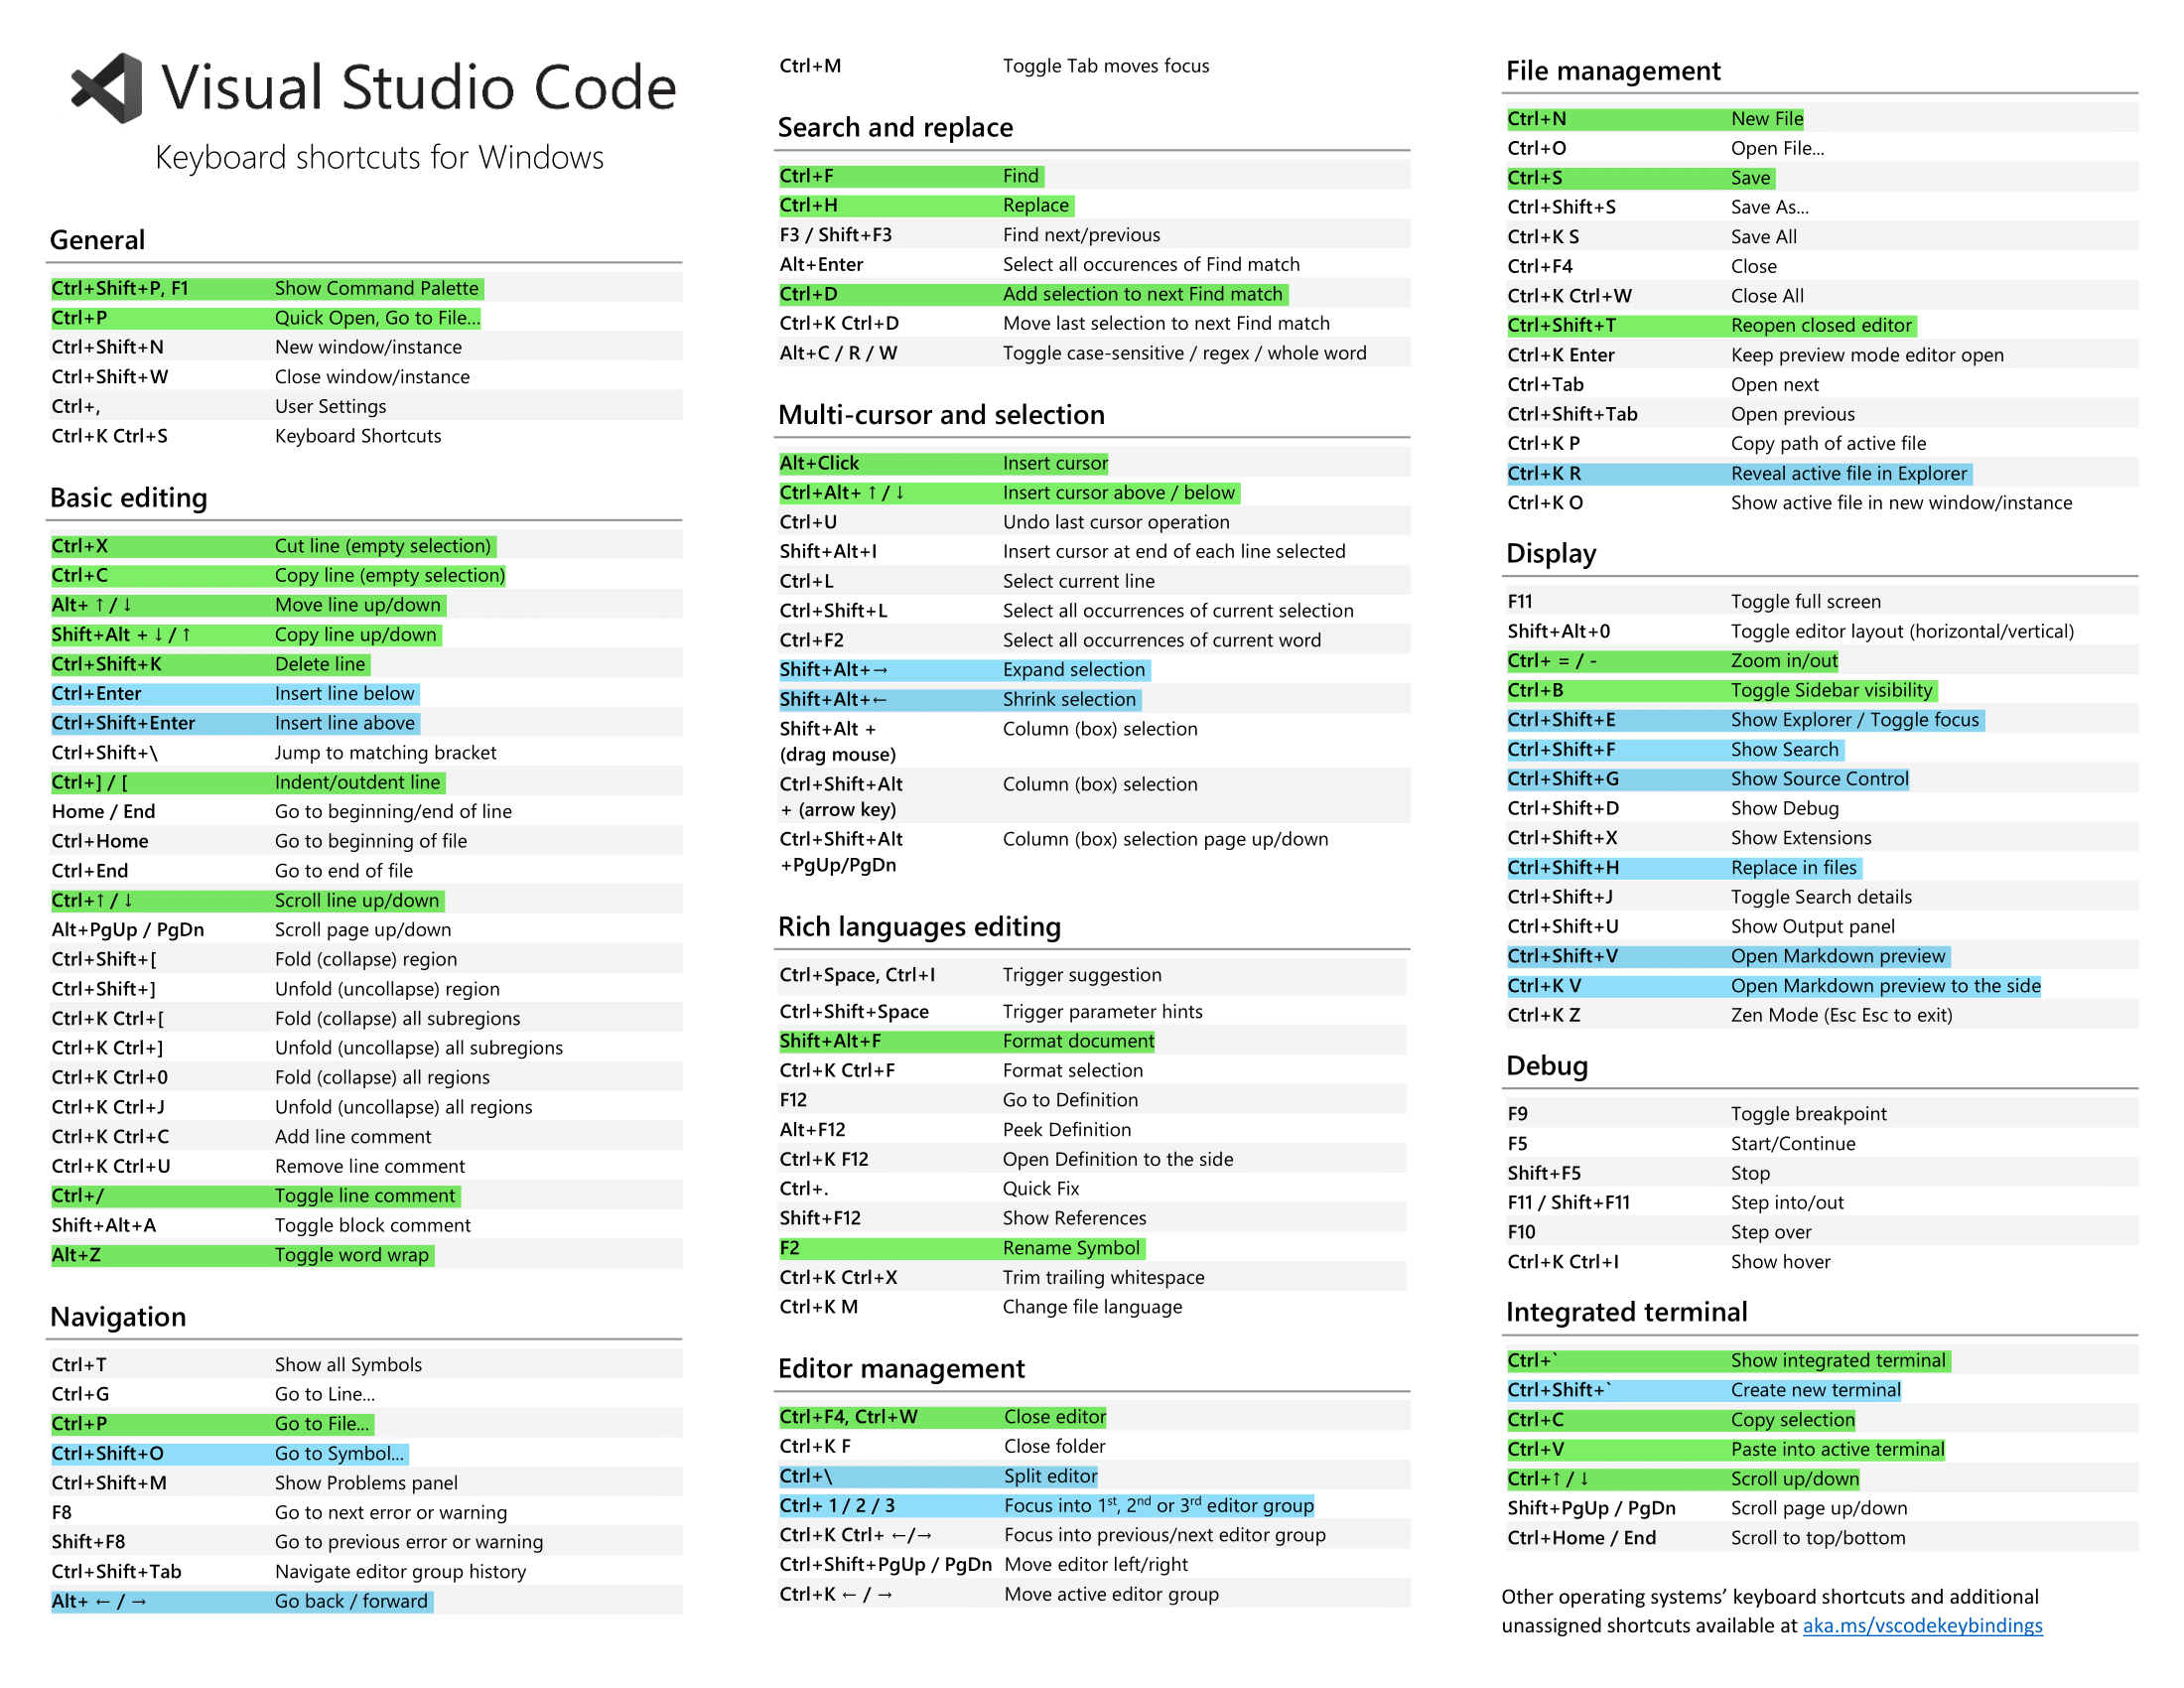 Visual Studio Code
Keyboard shortcuts for Windows
General
Ctrl+Shift+P, F1 Show Command Palette
Ctrl+P Quick Open, Go to File...
Ctrl+Shift+N New window/instance
Ctrl+Shift+W Close window/instance
Ctrl+, User Settings
Ctrl+K Ctrl+S Keyboard Shortcuts
Basic editing
Ctrl+X Cut line (empty selection)
Ctrl+C Copy line (empty selection)
Alt+ ↑ / ↓ Move line up/down
Shift+Alt + ↓ / ↑ Copy line up/down
Ctrl+Shift+K Delete line
Ctrl+Enter Insert line below
Ctrl+Shift+Enter Insert line above
Ctrl+Shift+\ Jump to matching bracket
Ctrl+] / [ Indent/outdent line
Home / End Go to beginning/end of line
Ctrl+Home Go to beginning of file
Ctrl+End Go to end of file
Ctrl+↑ / ↓ Scroll line up/down
Alt+PgUp / PgDn Scroll page up/down
Ctrl+Shift+[ Fold (collapse) region
Ctrl+Shift+] Unfold (uncollapse) region
Ctrl+K Ctrl+[ Fold (collapse) all subregions
Ctrl+K Ctrl+] Unfold (uncollapse) all subregions
Ctrl+K Ctrl+0 Fold (collapse) all regions
Ctrl+K Ctrl+J Unfold (uncollapse) all regions
Ctrl+K Ctrl+C Add line comment
Ctrl+K Ctrl+U Remove line comment
Ctrl+/ Toggle line comment
Shift+Alt+A Toggle block comment
Alt+Z Toggle word wrap
Navigation
Ctrl+T Show all Symbols
Ctrl+G Go to Line...
Ctrl+P Go to File...
Ctrl+Shift+O Go to Symbol...
Ctrl+Shift+M Show Problems panel
F8 Go to next error or warning
Shift+F8 Go to previous error or warning
Ctrl+Shift+Tab Navigate editor group history
Alt+ ← / → Go back / forward
Ctrl+M Toggle Tab moves focus
Search and replace
Ctrl+F Find
Ctrl+H Replace
F3 / Shift+F3 Find next/previous
Alt+Enter Select all occurences of Find match
Ctrl+D Add selection to next Find match
Ctrl+K Ctrl+D Move last selection to next Find match
Alt+C / R / W Toggle case-sensitive / regex / whole word
Multi-cursor and selection
Alt+Click Insert cursor
Ctrl+Alt+ ↑ / ↓ Insert cursor above / below
Ctrl+U Undo last cursor operation
Shift+Alt+I Insert cursor at end of each line selected
Ctrl+L Select current line
Ctrl+Shift+L Select all occurrences of current selection
Ctrl+F2 Select all occurrences of current word
Shift+Alt+→ Expand selection
Shift+Alt+← Shrink selection
Shift+Alt + Column (box) selection
(drag mouse)
Ctrl+Shift+Alt Column (box) selection
+ (arrow key)
Ctrl+Shift+Alt Column (box) selection page up/down
+PgUp/PgDn
Rich languages editing
Ctrl+Space, Ctrl+I Trigger suggestion
Ctrl+Shift+Space Trigger parameter hints
Shift+Alt+F Format document
Ctrl+K Ctrl+F Format selection
F12 Go to Definition
Alt+F12 Peek Definition
Ctrl+K F12 Open Definition to the side
Ctrl+. Quick Fix
Shift+F12 Show References
F2 Rename Symbol
Ctrl+K Ctrl+X Trim trailing whitespace
Ctrl+K M Change file language
Editor management
Ctrl+F4, Ctrl+W Close editor
Ctrl+K F Close folder
Ctrl+\ Split editor
Ctrl+ 1 / 2 / 3 Focus into 1st, 2nd or 3rd editor group
Ctrl+K Ctrl+ ←/→ Focus into previous/next editor group
Ctrl+Shift+PgUp / PgDn Move editor left/right
Ctrl+K ← / → Move active editor group
File management
Ctrl+N New File
Ctrl+O Open File...
Ctrl+S Save
Ctrl+Shift+S Save As...
Ctrl+K S Save All
Ctrl+F4 Close
Ctrl+K Ctrl+W Close All
Ctrl+Shift+T Reopen closed editor
Ctrl+K Enter Keep preview mode editor open
Ctrl+Tab Open next
Ctrl+Shift+Tab Open previous
Ctrl+K P Copy path of active file
Ctrl+K R Reveal active file in Explorer
Ctrl+K O Show active file in new window/instance
Display
F11 Toggle full screen
Shift+Alt+0 Toggle editor layout (horizontal/vertical)
Ctrl+ = / - Zoom in/out
Ctrl+B Toggle Sidebar visibility
Ctrl+Shift+E Show Explorer / Toggle focus
Ctrl+Shift+F Show Search
Ctrl+Shift+G Show Source Control
Ctrl+Shift+D Show Debug
Ctrl+Shift+X Show Extensions
Ctrl+Shift+H Replace in files
Ctrl+Shift+J Toggle Search details
Ctrl+Shift+U Show Output panel
Ctrl+Shift+V Open Markdown preview
Ctrl+K V Open Markdown preview to the side
Ctrl+K Z Zen Mode (Esc Esc to exit)
Debug
F9 Toggle breakpoint
F5 Start/Continue
Shift+F5 Stop
F11 / Shift+F11 Step into/out
F10 Step over
Ctrl+K Ctrl+I Show hover
Integrated terminal
Ctrl+` Show integrated terminal
Ctrl+Shift+` Create new terminal
Ctrl+C Copy selection
Ctrl+V Paste into active terminal
Ctrl+↑ / ↓ Scroll up/down
Shift+PgUp / PgDn Scroll page up/down
Ctrl+Home / End Scroll to top/bottom
Other operating systems’ keyboard shortcuts and additional
unassigned shortcuts available at aka.ms/vscodekeybindings